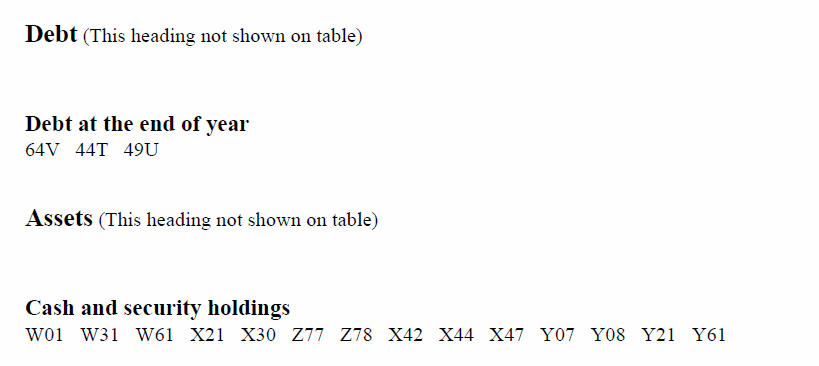 Debt (This heading not shown on table)
Debt at the end of year
64V 44T 49U
Assets (This heading not shown on table)
Cash and security holdings
W01 W31 W61 X21 X30 Z77 Z78 X42 X44 X47 Y07 Y08 Y21 Y61